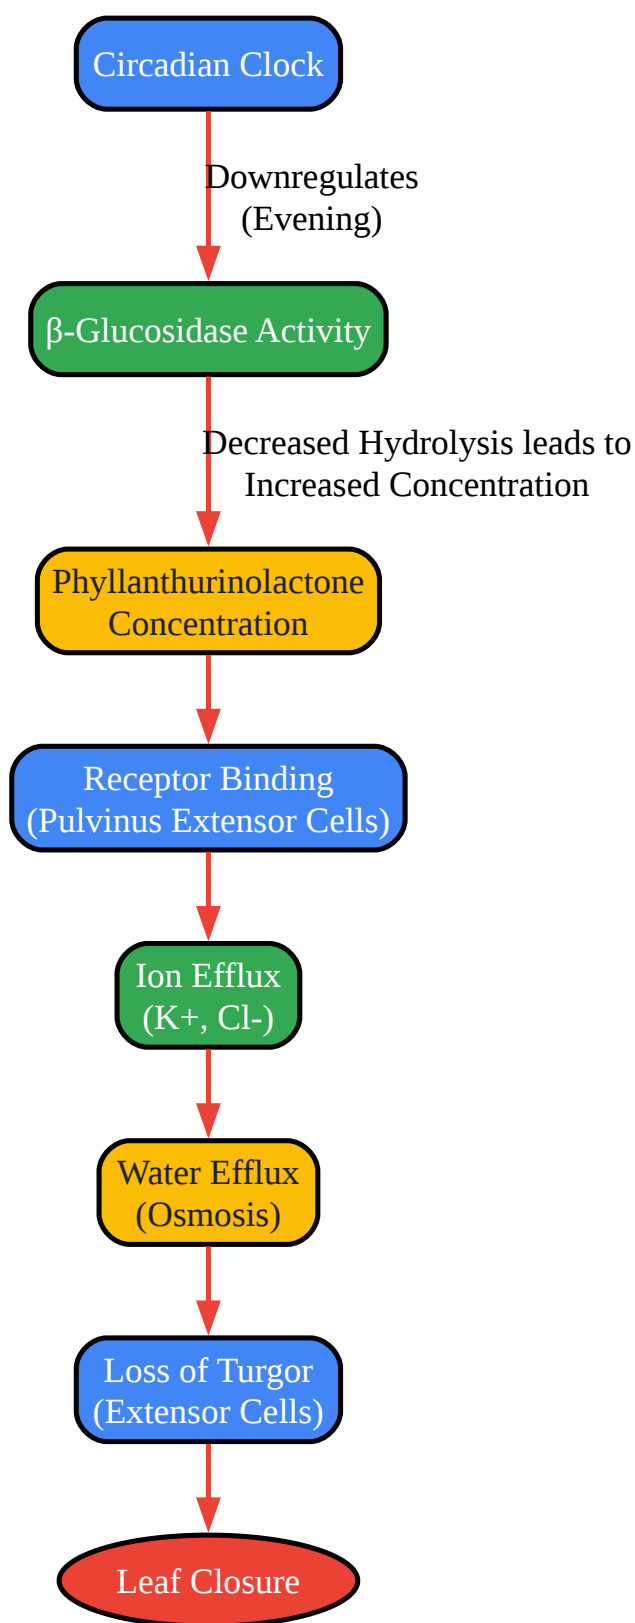 Circadian Clock
Downregulates
(Evening)
β-Glucosidase Activity
Decreased Hydrolysis leads to
Increased Concentration
Phyllanthurinolactone
Concentration
Receptor Binding
(Pulvinus Extensor Cells)
Ion Efflux
(K+, Cl-)
Water Efflux
(Osmosis)
Loss of Turgor
(Extensor Cells)
Leaf Closure